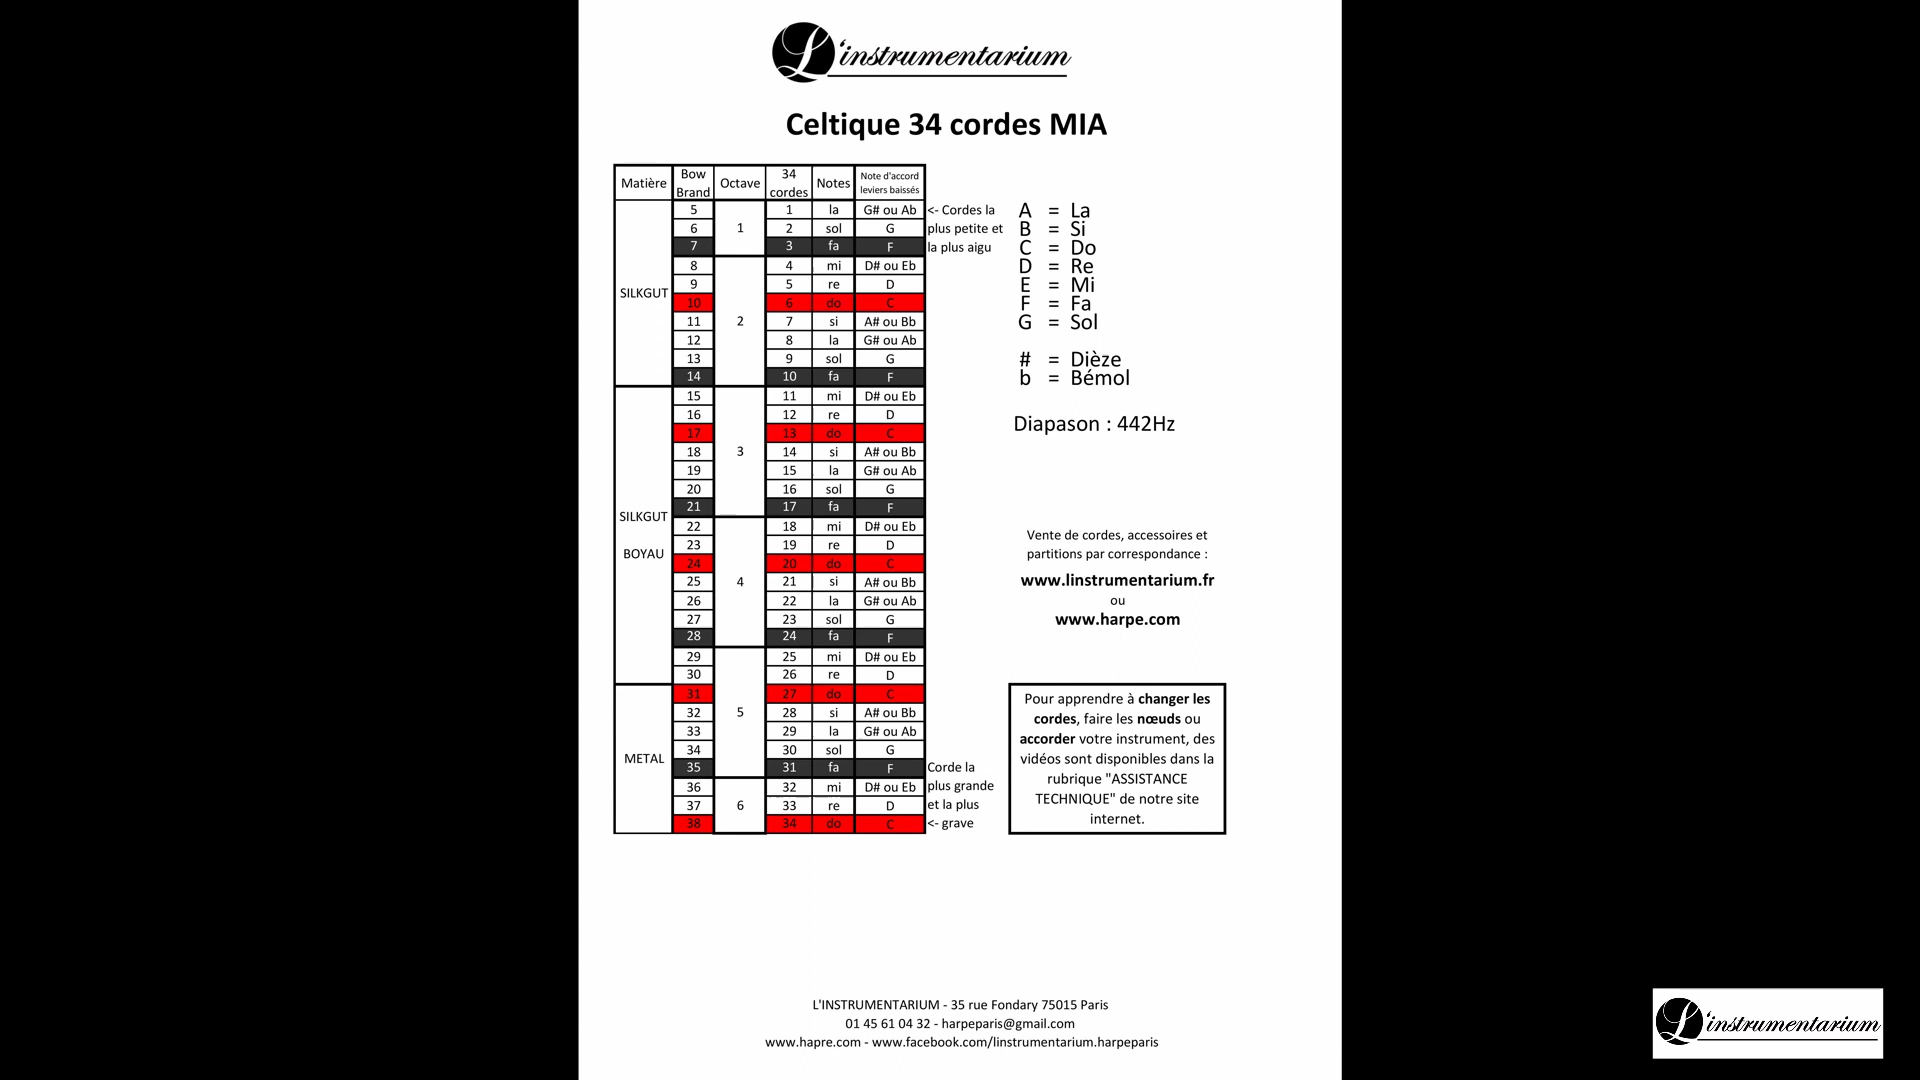 L'instrumentarium
Celtique 34 cordes MIA
Matière Bow Brand Octave 34 cordes Notes Note d'accord leviers baissés
5 1 la G# ou Ab <- Cordes la
6 1 2 sol G plus petite et
7 3 fa F la plus aigu
8 4 mi D# ou Eb
9 5 re D
SILKGUT
10 6 do C
11 2 7 si A# ou Bb
12 8 la G# ou Ab
13 9 sol G
14 10 fa F
15 11 mi D# ou Eb
16 12 re D
17 13 do C
18 3 14 si A# ou Bb
19 15 la G# ou Ab
20 16 sol G
21 17 fa F
SILKGUT
22 18 mi D# ou Eb
23 19 re D
BOYAU
24 20 do C
25 4 21 si A# ou Bb
26 22 la G# ou Ab
27 23 sol G
28 24 fa F
29 25 mi D# ou Eb
30 26 re D
31 27 do C
32 5 28 si A# ou Bb
33 29 la G# ou Ab
34 30 sol G
METAL
35 31 fa F Corde la
36 32 mi D# ou Eb plus grande
37 6 33 re D et la plus
38 34 do C <- grave
A = La
B = Si
C = Do
D = Re
E = Mi
F = Fa
G = Sol
# = Dièze
b = Bémol
Diapason : 442Hz
Vente de cordes, accessoires et
partitions par correspondance :
www.linstrumentarium.fr
ou
www.harpe.com
Pour apprendre à changer les
cordes, faire les nœuds ou
accorder votre instrument, des
vidéos sont disponibles dans la
rubrique "ASSISTANCE
TECHNIQUE" de notre site
internet.
L'INSTRUMENTARIUM - 35 rue Fondary 75015 Paris
01 45 61 04 32 - harpeparis@gmail.com
www.hapre.com - www.facebook.com/linstrumentarium.harpeparis
L'instrumentarium